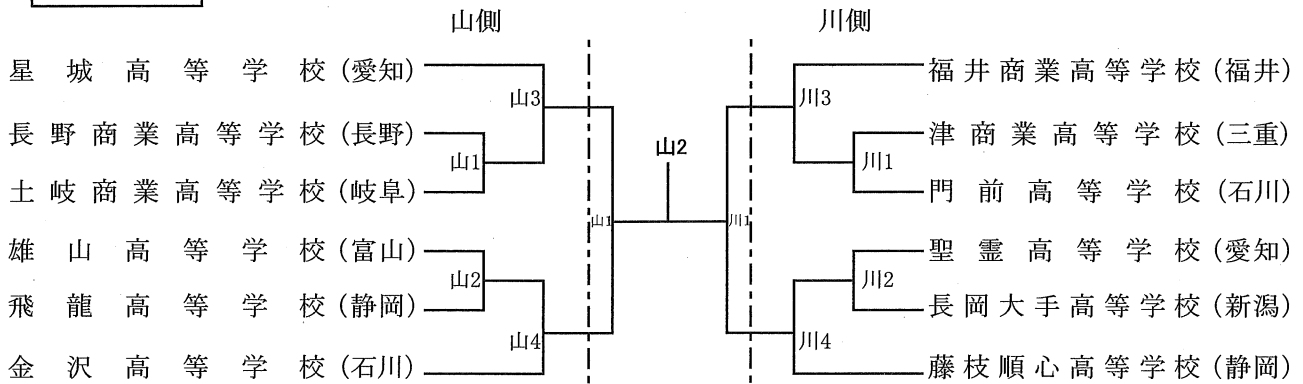 山側
川側
星城高等学校(愛知)
長野商業高等学校(長野)
土岐商業高等学校(岐阜)
雄山高等学校(富山)
飛龍高等学校(静岡)
金沢高等学校(石川)
山3
山1
山2
山4
山1
山2
川1
川3
川1
川2
川4
福井商業高等学校(福井)
津商業高等学校(三重)
門前高等学校(石川)
聖霊高等学校(愛知)
長岡大手高等学校(新潟)
藤枝順心高等学校(静岡)